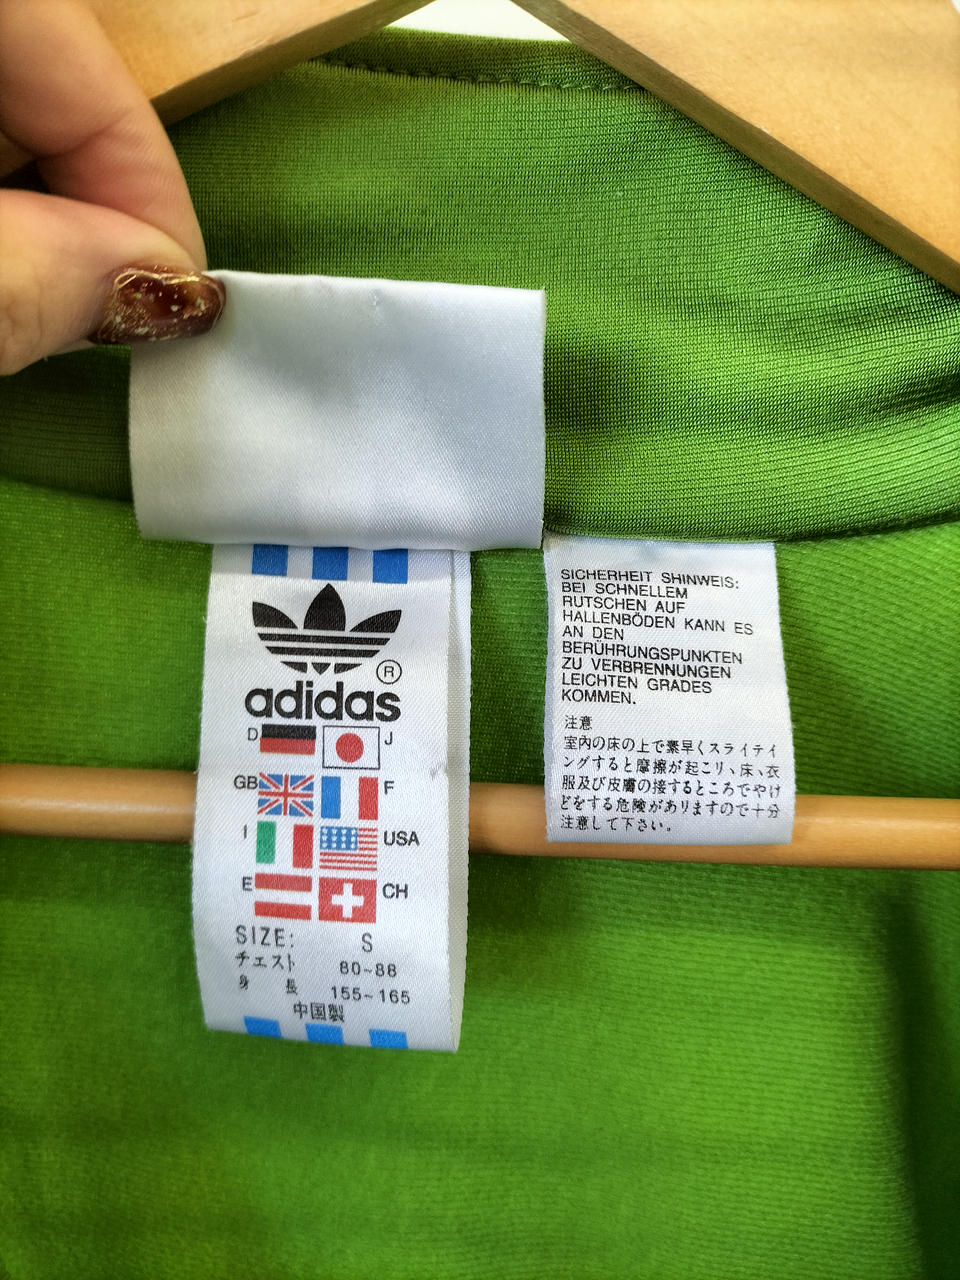 adidas
®
D
J
GB
F
I
USA
E
CH
SIZE: S
チェスト 80~88
身 長 155~165
中国製
SICHERHEIT SHINWEIS:
BEI SCHNELLEM
RUTSCHEN AUF
HALLENBÖDEN KANN ES
AN DEN
BERÜHRUNGSPUNKTEN
ZU VERBRENNUNGEN
LEICHTEN GRADES
KOMMEN.
注意
室内の床の上で素早くスライティ
ングすると摩擦が起こり、床、衣
服及び皮膚の接するところでやけ
どをする危険がありますので十分
注意して下さい。